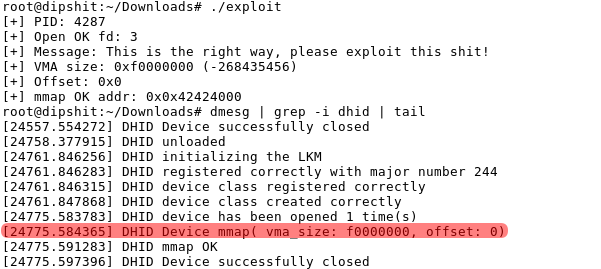 root@dipshit:~/Downloads# ./exploit
[+] PID: 4287
[+] Open OK fd: 3
[+] Message: This is the right way, please exploit this shit!
[+] VMA size: 0xf0000000 (-268435456)
[+] Offset: 0x0
[+] mmap OK addr: 0x0x42424000
root@dipshit:~/Downloads# dmesg | grep -i dhid | tail
[24557.554272] DHID Device successfully closed
[24758.377915] DHID unloaded
[24761.846256] DHID initializing the LKM
[24761.846283] DHID registered correctly with major number 244
[24761.846315] DHID device class registered correctly
[24761.847868] DHID device class created correctly
[24775.583783] DHID device has been opened 1 time(s)
[24775.584365] DHID Device mmap( vma_size: f0000000, offset: 0)
[24775.591283] DHID mmap OK
[24775.597396] DHID Device successfully closed